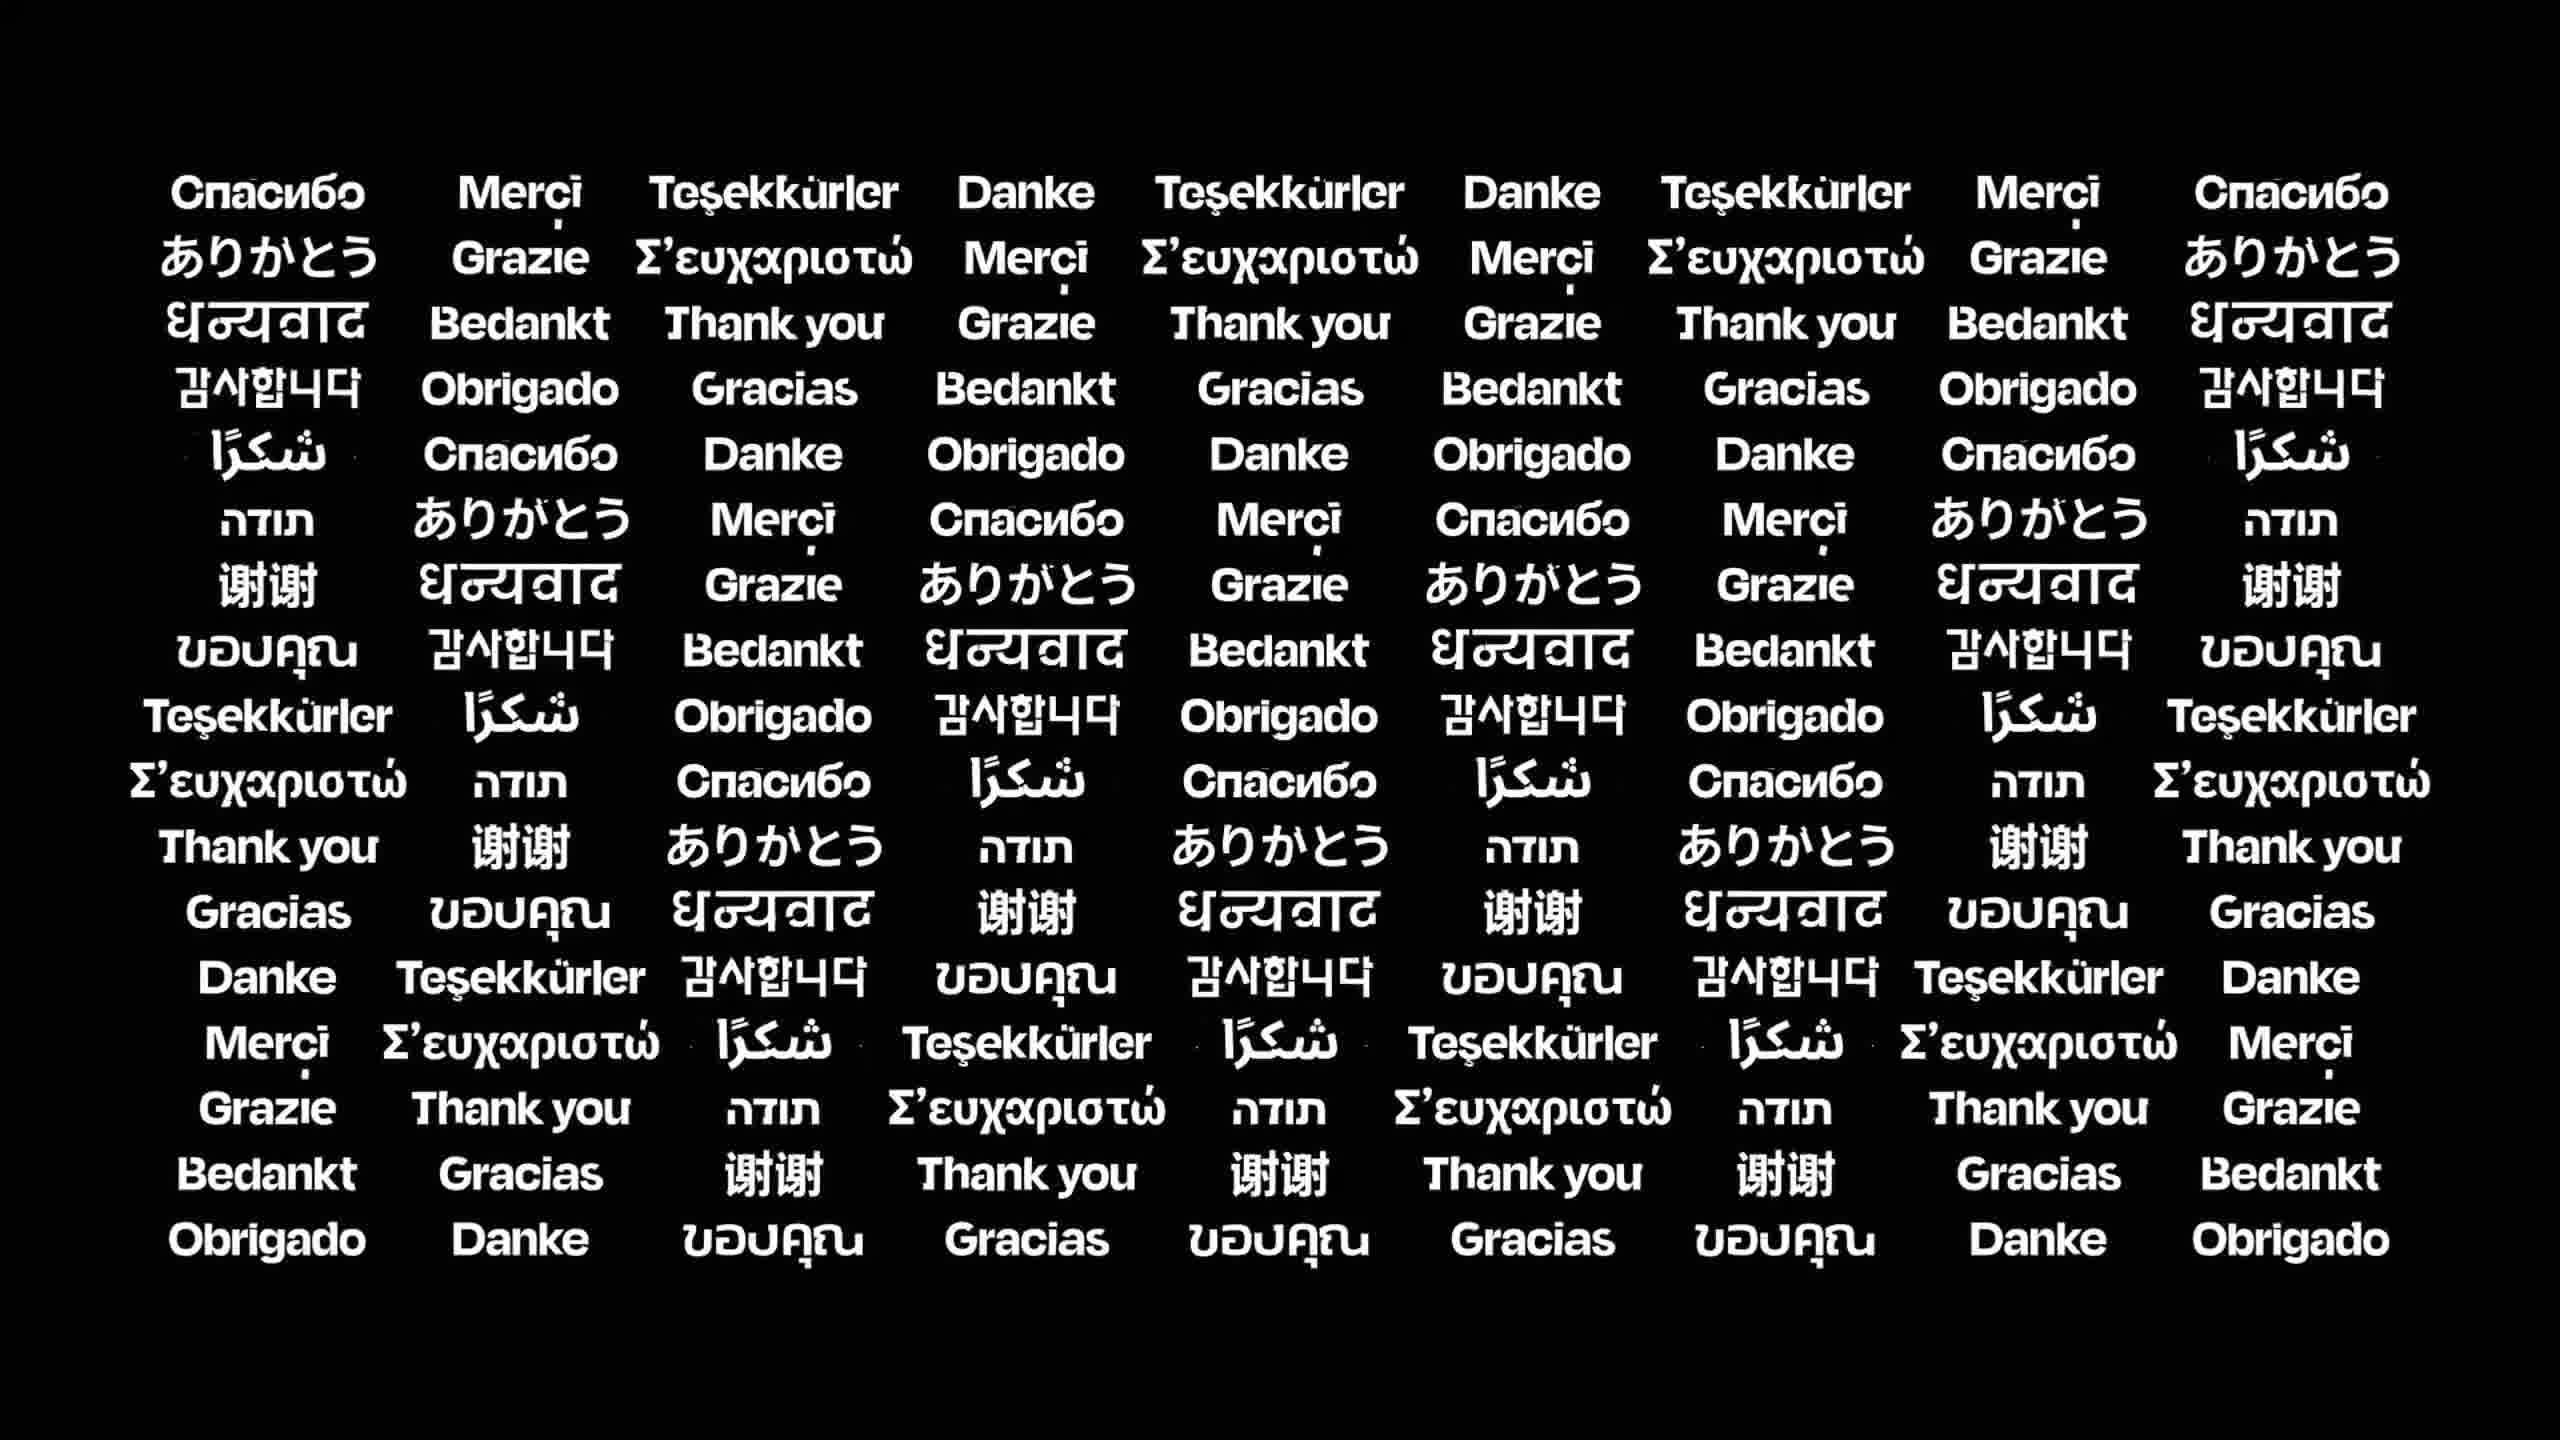 Спасибо Merci Teşekkürler Danke Teşekkürler Danke Teşekkürler Merci Спасибо
ありがとう Grazie Σ’ευχαριστώ Merci Σ’ευχαριστώ Merci Σ’ευχαριστώ Grazie ありがとう
धन्यवाद Bedankt Thank you Grazie Thank you Grazie Thank you Bedankt धन्यवाद
감사합니다 Obrigado Gracias Bedankt Gracias Bedankt Gracias Obrigado 감사합니다
شكرًا Спасибо Danke Obrigado Danke Obrigado Danke Спасибо شكرًا
תודה ありがとう Merci Спасибо Merci Спасибо Merci ありがとう תודה
谢谢 धन्यवाद Grazie ありがとう Grazie ありがとう Grazie धन्यवाद 谢谢
ขอบคุณ 감사합니다 Bedankt धन्यवाद Bedankt धन्यवाद Bedankt 감사합니다 ขอบคุณ
Teşekkürler شكرًا Obrigado 감사합니다 Obrigado 감사합니다 Obrigado شكرًا Teşekkürler
Σ’ευχαριστώ תודה Спасибо شكرًا Спасибо شكرًا Спасибо תודה Σ’ευχαριστώ
Thank you 谢谢 ありがとう תודה ありがとう תודה ありがとう 谢谢 Thank you
Gracias ขอบคุณ धन्यवाद 谢谢 धन्यवाद 谢谢 धन्यवाद ขอบคุณ Gracias
Danke Teşekkürler 감사합니다 ขอบคุณ 감사합니다 ขอบคุณ 감사합니다 Teşekkürler Danke
Merci Σ’ευχαριστώ شكرًا Teşekkürler شكرًا Teşekkürler شكرًا Σ’ευχαριστώ Merci
Grazie Thank you תודה Σ’ευχαριστώ תודה Σ’ευχαριστώ תודה Thank you Grazie
Bedankt Gracias 谢谢 Thank you 谢谢 Thank you 谢谢 Gracias Bedankt
Obrigado Danke ขอบคุณ Gracias ขอบคุณ Gracias ขอบคุณ Danke Obrigado